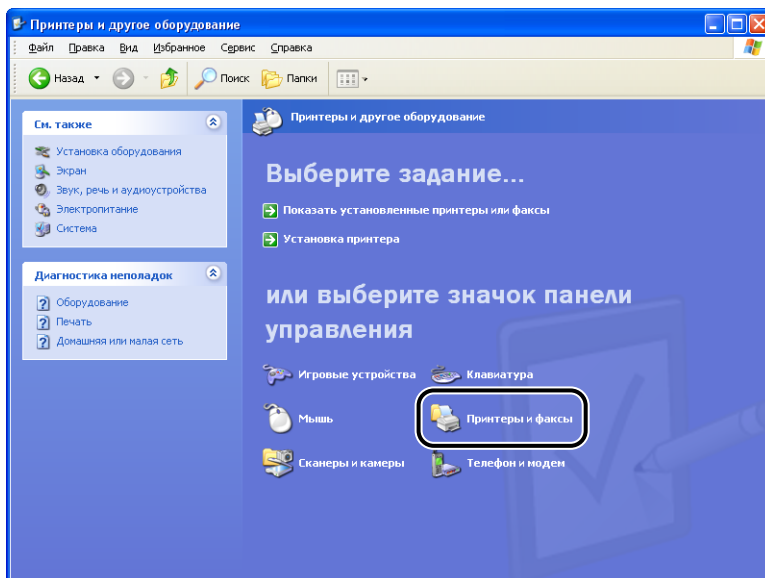 Принтеры и другое оборудование
Файл Правка Вид Избранное Сервис Справка
Назад Поиск Папки
См. также
Установка оборудования
Экран
Звук, речь и аудиоустройства
Электропитание
Система
Диагностика неполадок
Оборудование
Печать
Домашняя или малая сеть
Принтеры и другое оборудование
Выберите задание...
Показать установленные принтеры или факсы
Установка принтера
или выберите значок панели
управления
Игровые устройства Клавиатура
Мышь Принтеры и факсы
Сканеры и камеры Телефон и модем